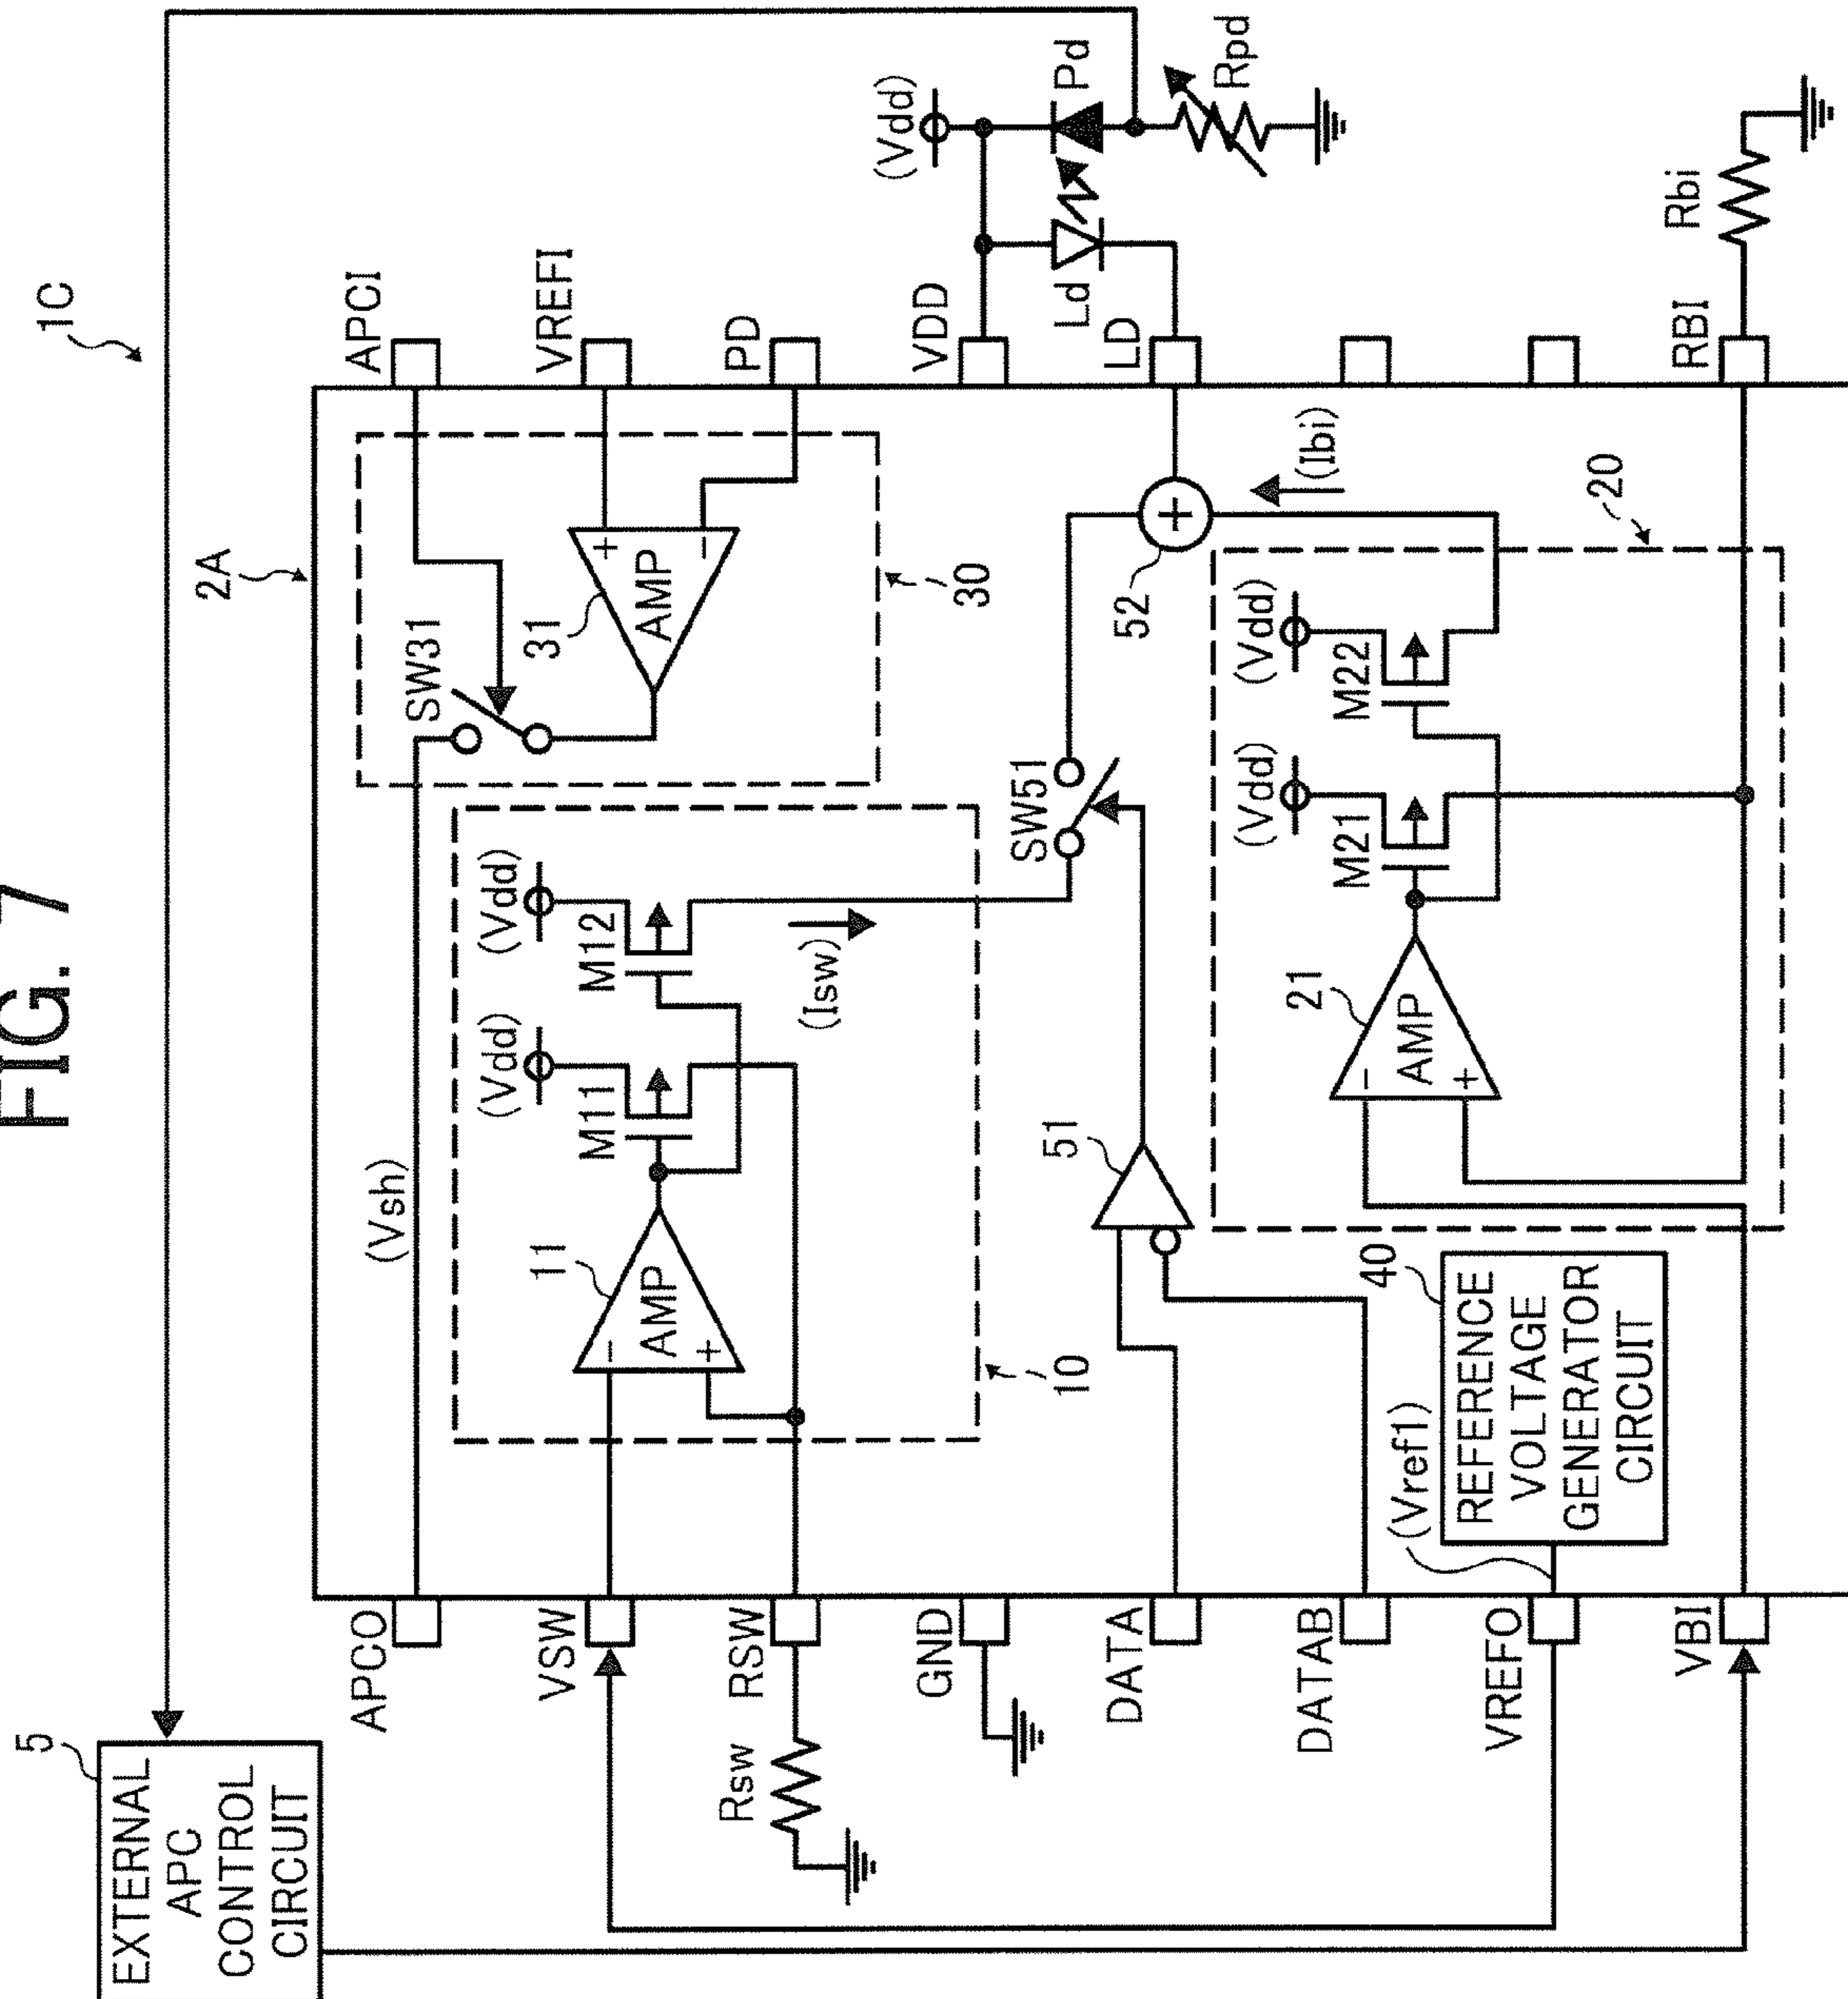 FIG. 7
1C
5
EXTERNAL
APC
CONTROL
CIRCUIT
2A
APCO
VSW
RSW
GND
DATA
DATAB
VREFO
VBI
APCI
VREFI
PD
VDD
LD
RBI
Rsw
(Vsh)
11
AMP
-
+
M11
M12
(Vdd)
(Vdd)
(Isw)
10
SW31
31
AMP
+
-
30
SW51
51
52
+
(Ibi)
20
21
AMP
-
+
M21
M22
(Vdd)
(Vdd)
40
REFERENCE
VOLTAGE
GENERATOR
CIRCUIT
(Vref1)
(Vdd)
Ld
Pd
Rpd
Rbi